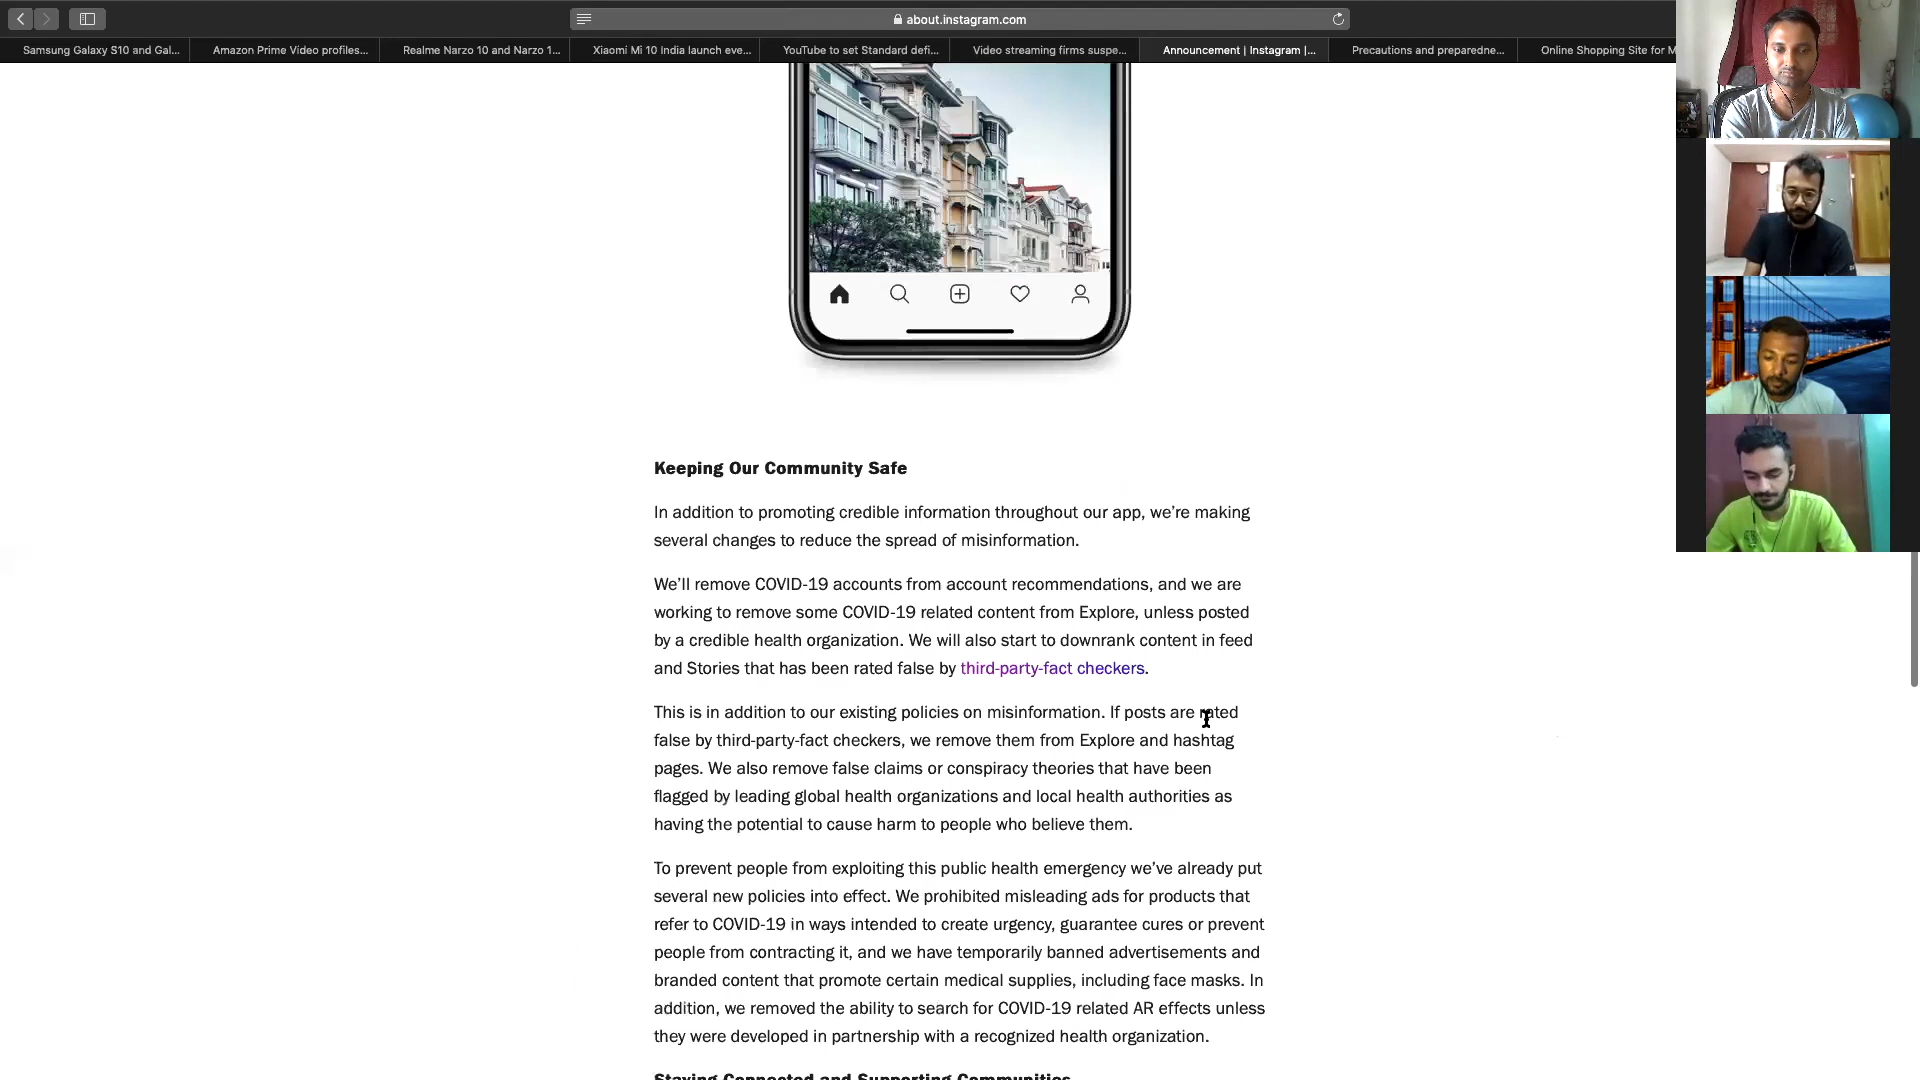 about.instagram.com
Samsung Galaxy S10 and Gal...
Amazon Prime Video profiles...
Realme Narzo 10 and Narzo 1...
Xiaomi Mi 10 India launch eve...
YouTube to set Standard defi...
Video streaming firms suspe...
Announcement | Instagram |...
Precautions and preparedne...
Online Shopping Site for M
Keeping Our Community Safe
In addition to promoting credible information throughout our app, we’re making
several changes to reduce the spread of misinformation.
We’ll remove COVID-19 accounts from account recommendations, and we are
working to remove some COVID-19 related content from Explore, unless posted
by a credible health organization. We will also start to downrank content in feed
and Stories that has been rated false by third-party-fact checkers.
This is in addition to our existing policies on misinformation. If posts are rated
false by third-party-fact checkers, we remove them from Explore and hashtag
pages. We also remove false claims or conspiracy theories that have been
flagged by leading global health organizations and local health authorities as
having the potential to cause harm to people who believe them.
To prevent people from exploiting this public health emergency we’ve already put
several new policies into effect. We prohibited misleading ads for products that
refer to COVID-19 in ways intended to create urgency, guarantee cures or prevent
people from contracting it, and we have temporarily banned advertisements and
branded content that promote certain medical supplies, including face masks. In
addition, we removed the ability to search for COVID-19 related AR effects unless
they were developed in partnership with a recognized health organization.
Staying Connected and Supporting Communities